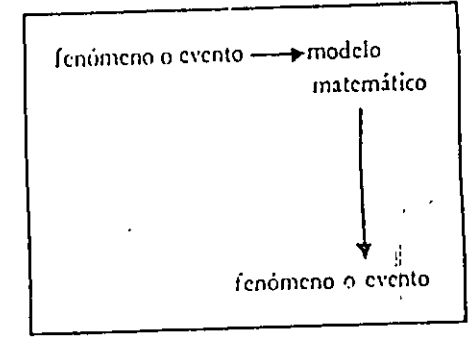 fenómeno o evento → modelo
matemático
fenómeno o evento